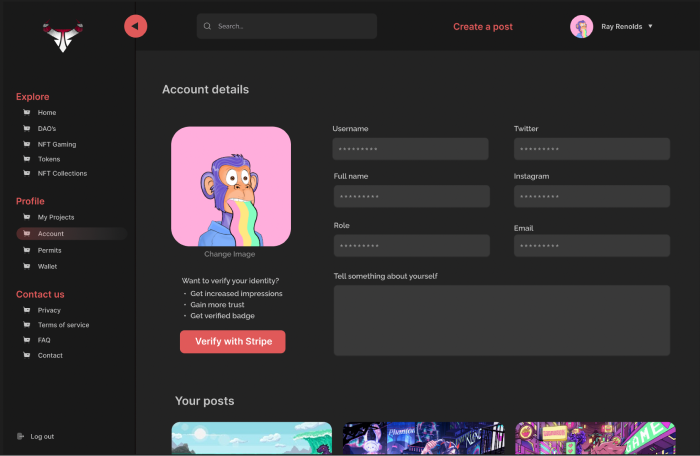 Search...
Create a post
Ray Renolds
Explore
Home
DAO's
NFT Gaming
Tokens
NFT Collections
Profile
My Projects
Account
Permits
Wallet
Contact us
Privacy
Terms of service
FAQ
Contact
Log out
Account details
Change Image
Want to verify your identity?
• Get increased impressions
• Gain more trust
• Get verified badge
Verify with Stripe
Username
*********
Twitter
*********
Full name
*********
Instagram
*********
Role
*********
Email
*********
Tell something about yourself
Your posts
GAME